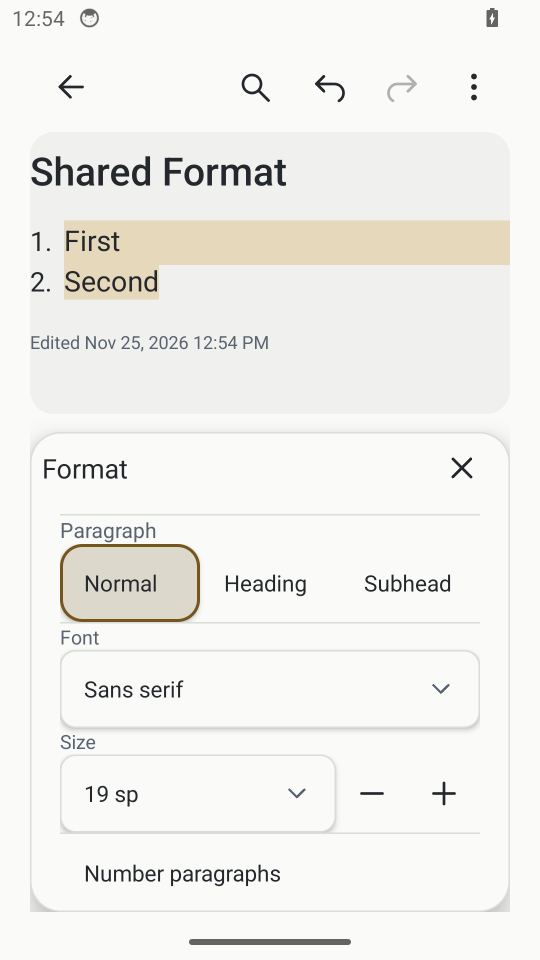 12:54
Shared Format
1. First
2. Second
Edited Nov 25, 2026 12:54 PM
Format
Paragraph
Normal
Heading
Subhead
Font
Sans serif
Size
19 sp
Number paragraphs